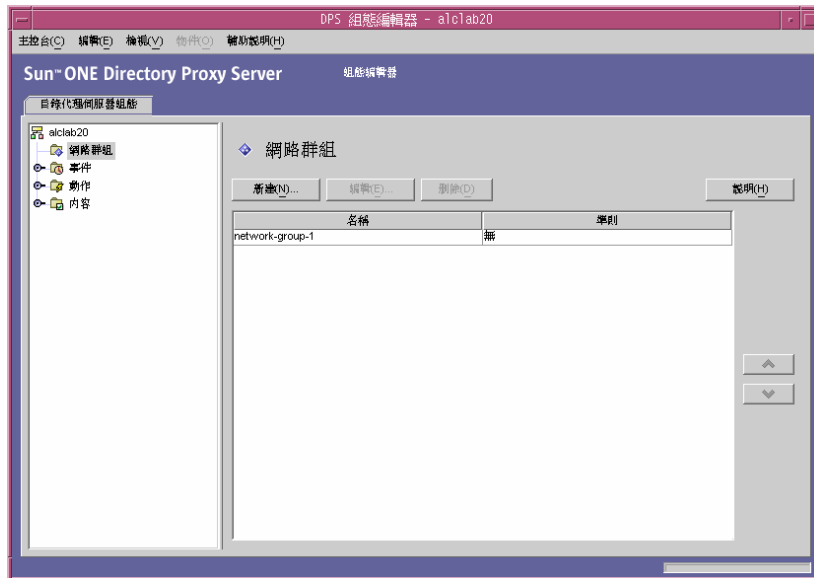 DPS 組態編輯器 - alclab20
主控台(C) 編輯(E) 檢視(V) 物件(O) 輔助說明(H)
Sun™ ONE Directory Proxy Server 組態編輯器
目錄代理伺服器組態
alclab20
網路群組
事件
動作
內容
網路群組
新建(N)... 編輯(E)... 刪除(D) 說明(H)
名稱 準則
network-group-1 無